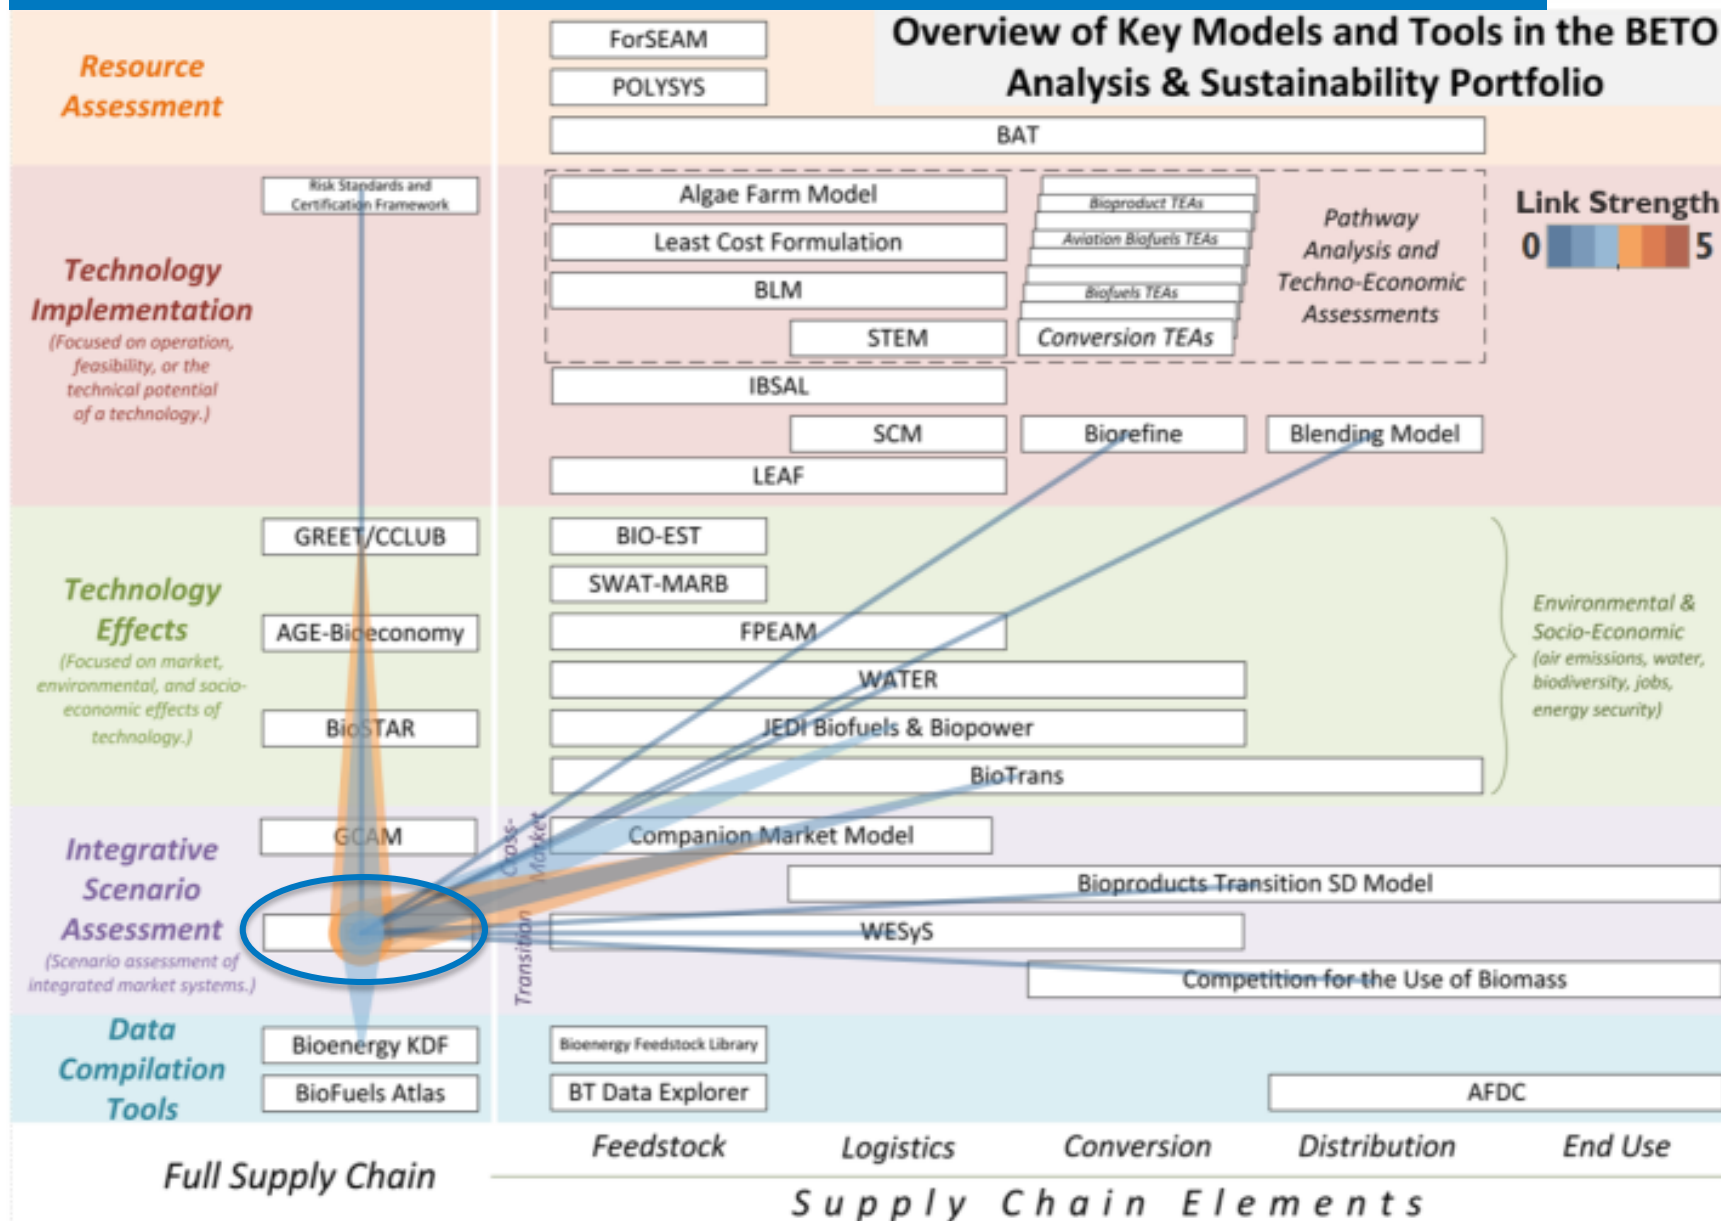 Overview of Key Models and Tools in the BETO
Analysis & Sustainability Portfolio
Resource
Assessment
ForSEAM
POLYSYS
BAT
Technology
Implementation
(Focused on operation,
feasibility, or the
technical potential
of a technology.)
Risk Standards and
Certification Framework
Algae Farm Model
Least Cost Formulation
BLM
STEM
Bioproduct TEAs
Aviation Biofuels TEAs
Biofuels TEAs
Conversion TEAs
Pathway
Analysis and
Techno-Economic
Assessments
Link Strength
0 5
IBSAL
SCM
Biorefine
Blending Model
LEAF
Technology
Effects
(Focused on market,
environmental, and socio-
economic effects of
technology.)
GREET/CCLUB
AGE-Bioeconomy
BioSTAR
BIO-EST
SWAT-MARB
FPEAM
WATER
JEDI Biofuels & Biopower
BioTrans
Environmental &
Socio-Economic
(air emissions, water,
biodiversity, jobs,
energy security)
Integrative
Scenario
Assessment
(Scenario assessment of
integrated market systems.)
GCAM
Cross-
Market
Transition
Companion Market Model
Bioproducts Transition SD Model
WESyS
Competition for the Use of Biomass
Data
Compilation
Tools
Bioenergy KDF
BioFuels Atlas
Bioenergy Feedstock Library
BT Data Explorer
AFDC
Full Supply Chain
Feedstock
Logistics
Conversion
Distribution
End Use
Supply Chain Elements